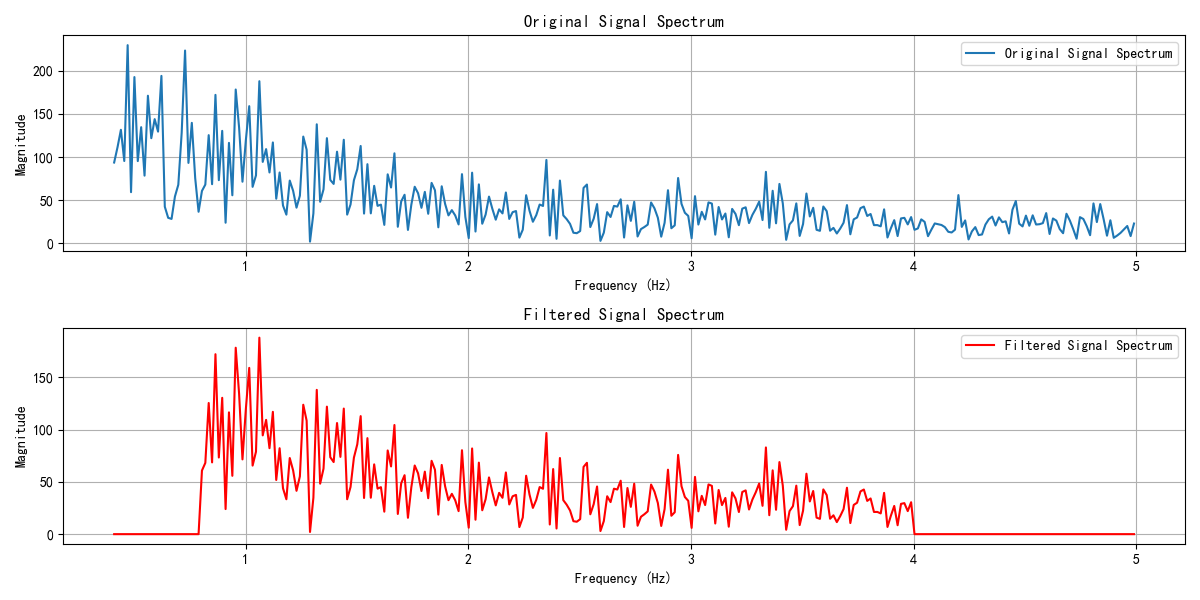 Original Signal Spectrum
Original Signal Spectrum
Magnitude
200
150
100
50
0
1
2
3
4
5
Frequency (Hz)
Filtered Signal Spectrum
Filtered Signal Spectrum
Magnitude
150
100
50
0
1
2
3
4
5
Frequency (Hz)